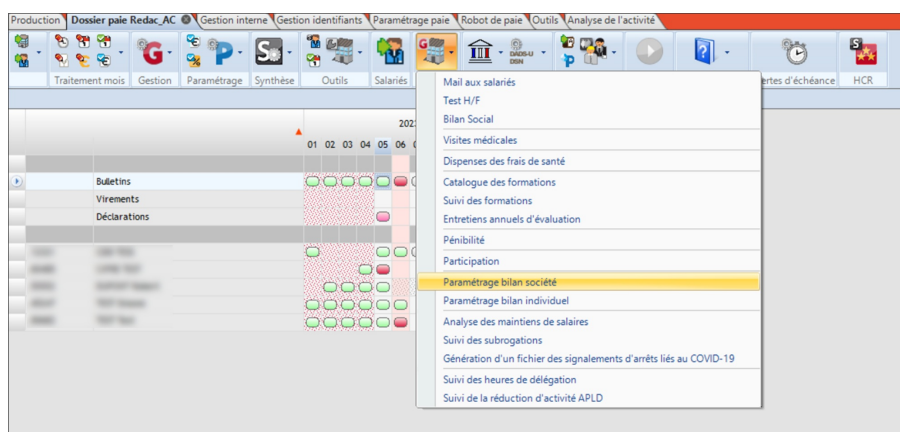 Production Dossier paie Redac_AC Gestion interne Gestion identifiants Paramétrage paie Robot de paie Outils Analyse de l'activité
G P S DADS-U DSN
Traitement mois Gestion Paramétrage Synthèse Outils Salariés ertes d'échéance HCR
Mail aux salariés
Test H/F
Bilan Social
Visites médicales
Dispenses des frais de santé
Catalogue des formations
Suivi des formations
Entretiens annuels d'évaluation
Pénibilité
Participation
Paramétrage bilan société
Paramétrage bilan individuel
Analyse des maintiens de salaires
Suivi des subrogations
Génération d'un fichier des signalements d'arrêts liés au COVID-19
Suivi des heures de délégation
Suivi de la réduction d'activité APLD
202
01 02 03 04 05 06
Bulletins
Virements
Déclarations